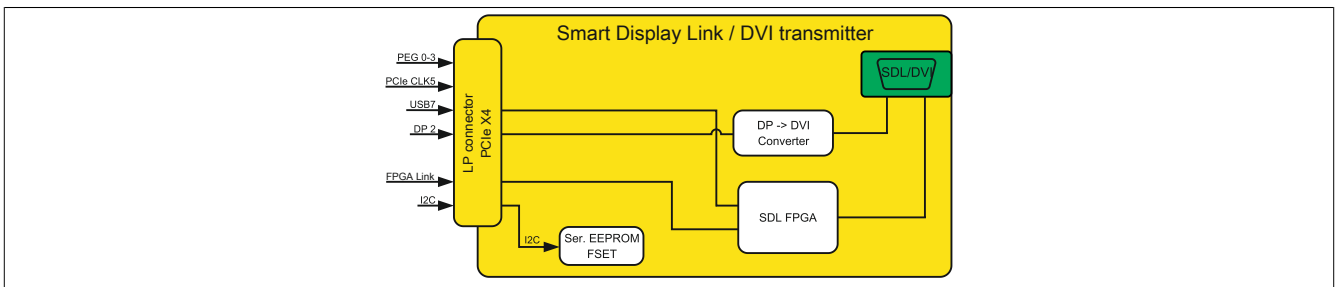 Smart Display Link / DVI transmitter
PEG 0-3
PCIe CLK5
USB7
DP 2
FPGA Link
I2C
LP connector
PCIe X4
SDL/DVI
DP -> DVI
Converter
SDL FPGA
I2C
Ser. EEPROM
FSET